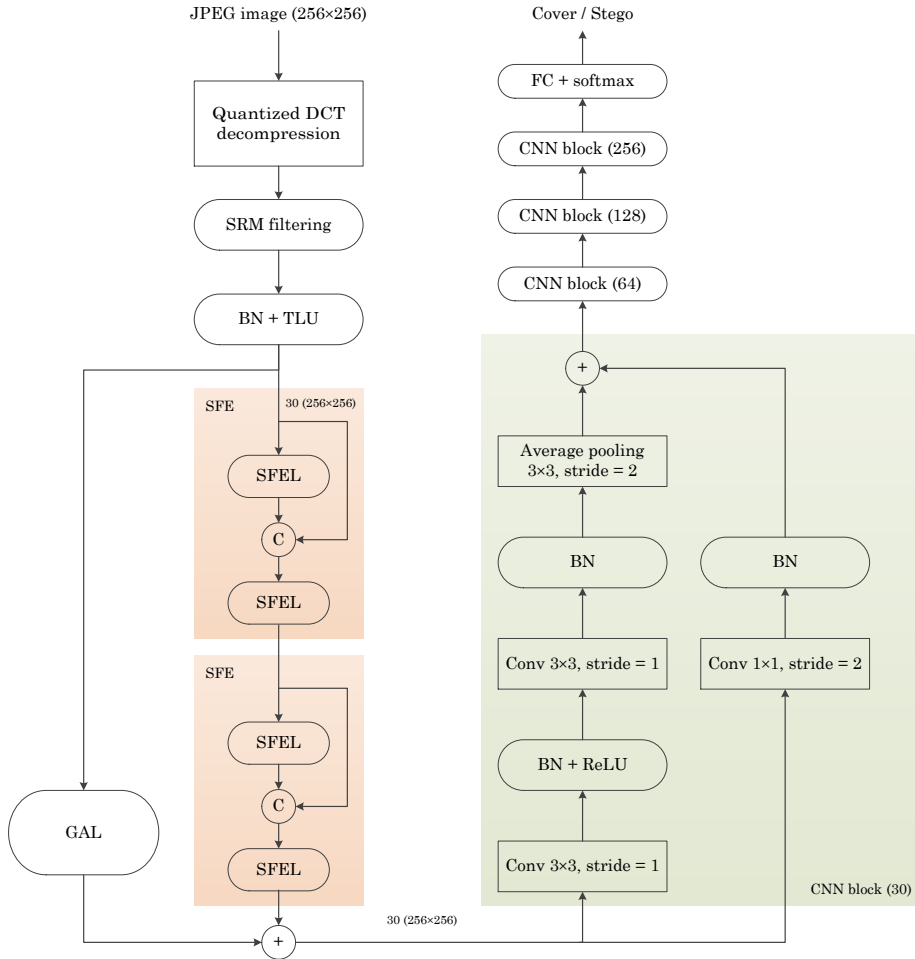 JPEG image (256×256)
Quantized DCT
decompression
SRM filtering
BN + TLU
SFE
30 (256×256)
SFEL
C
SFEL
SFE
SFEL
C
SFEL
GAL
+
30 (256×256)
Cover / Stego
FC + softmax
CNN block (256)
CNN block (128)
CNN block (64)
+
Average pooling
3×3, stride = 2
BN
BN
Conv 3×3, stride = 1
Conv 1×1, stride = 2
BN + ReLU
Conv 3×3, stride = 1
CNN block (30)